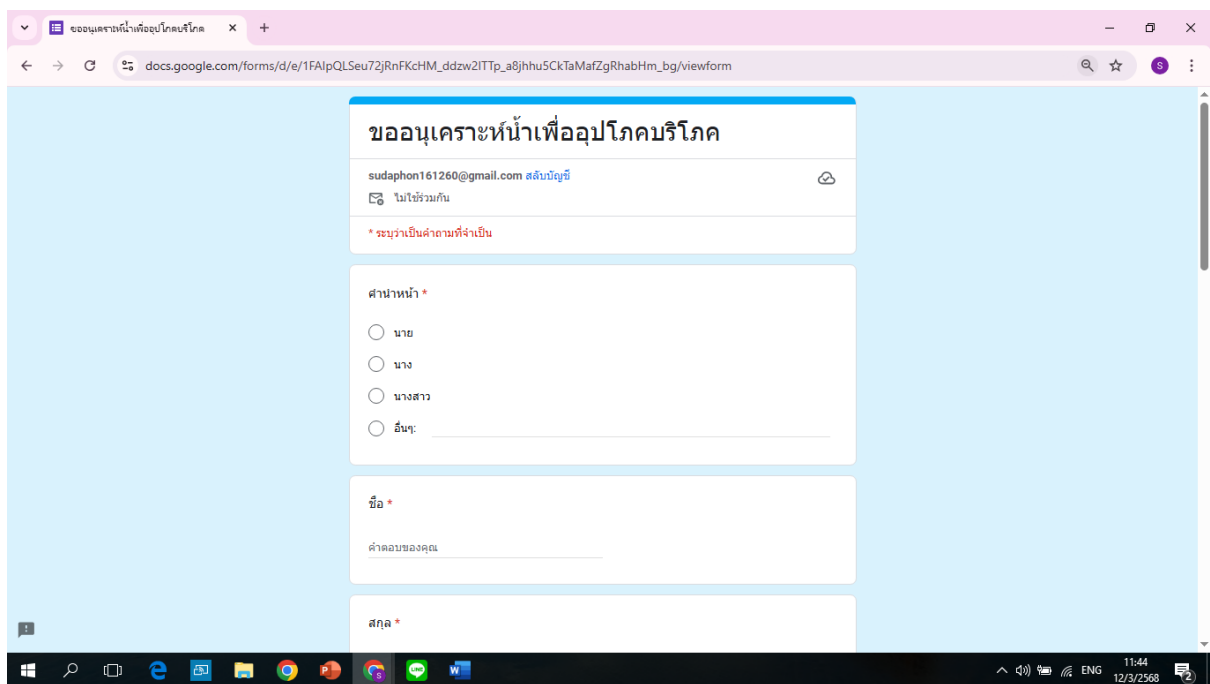 ขออนุเคราะห์น้ำเพื่ออุปโภคบริโภค
docs.google.com/forms/d/e/1FAIpQLSeu72jRnFKcHM_ddzw2ITTp_a8jhhu5CkTaMafZgRhabHm_bg/viewform
S
ขออนุเคราะห์น้ำเพื่ออุปโภคบริโภค
sudaphon161260@gmail.com สลับบัญชี
ไม่ใช้ร่วมกัน
* ระบุว่าเป็นคำถามที่จำเป็น
คำนำหน้า *
นาย
นาง
นางสาว
อื่นๆ:
ชื่อ *
คำตอบของคุณ
สกุล *
ENG
11:44
12/3/2568
2